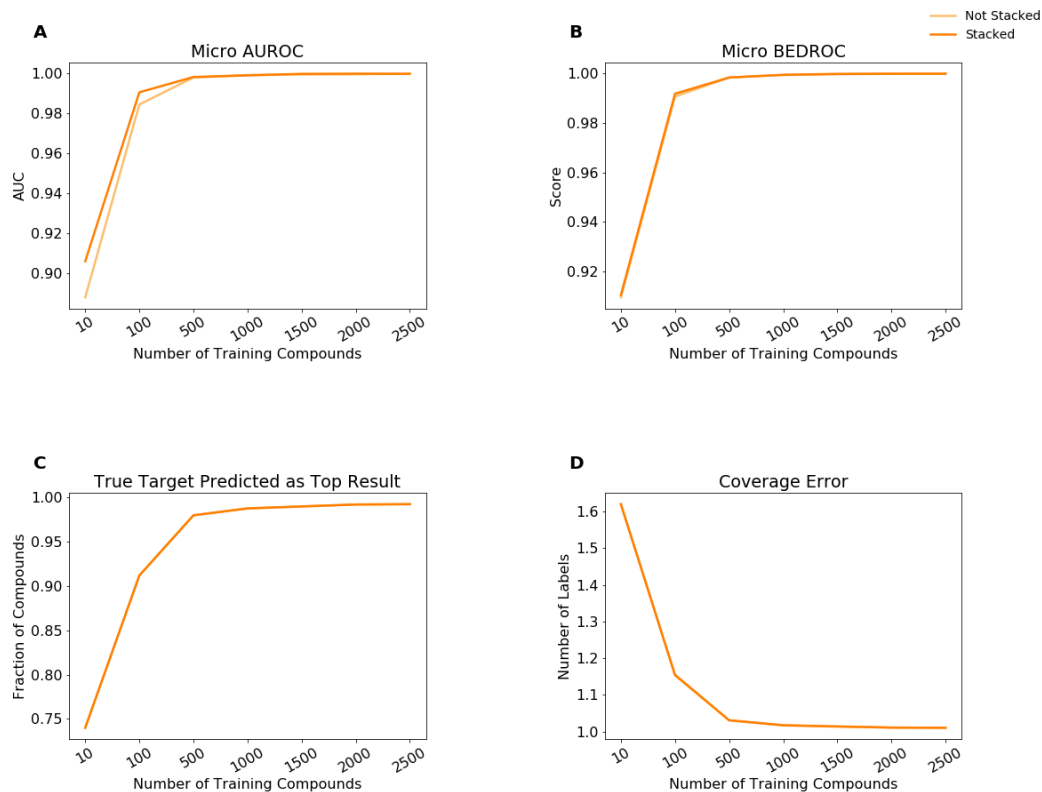 Not Stacked
Stacked
A
Micro AUROC
1.00
0.98
0.96
0.94
0.92
0.90
AUC
10
100
500
1000
1500
2000
2500
Number of Training Compounds
B
Micro BEDROC
1.00
0.98
0.96
0.94
0.92
Score
10
100
500
1000
1500
2000
2500
Number of Training Compounds
C
True Target Predicted as Top Result
1.00
0.95
0.90
0.85
0.80
0.75
Fraction of Compounds
10
100
500
1000
1500
2000
2500
Number of Training Compounds
D
Coverage Error
1.6
1.5
1.4
1.3
1.2
1.1
1.0
Number of Labels
10
100
500
1000
1500
2000
2500
Number of Training Compounds